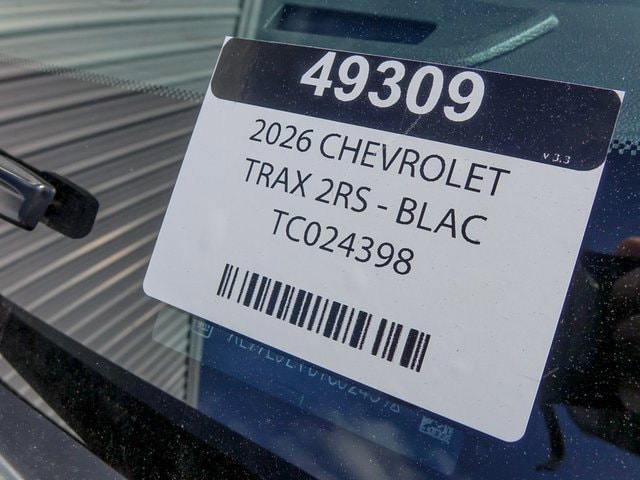 49309
v 3.3
2026 CHEVROLET
TRAX 2RS - BLAC
TC024398